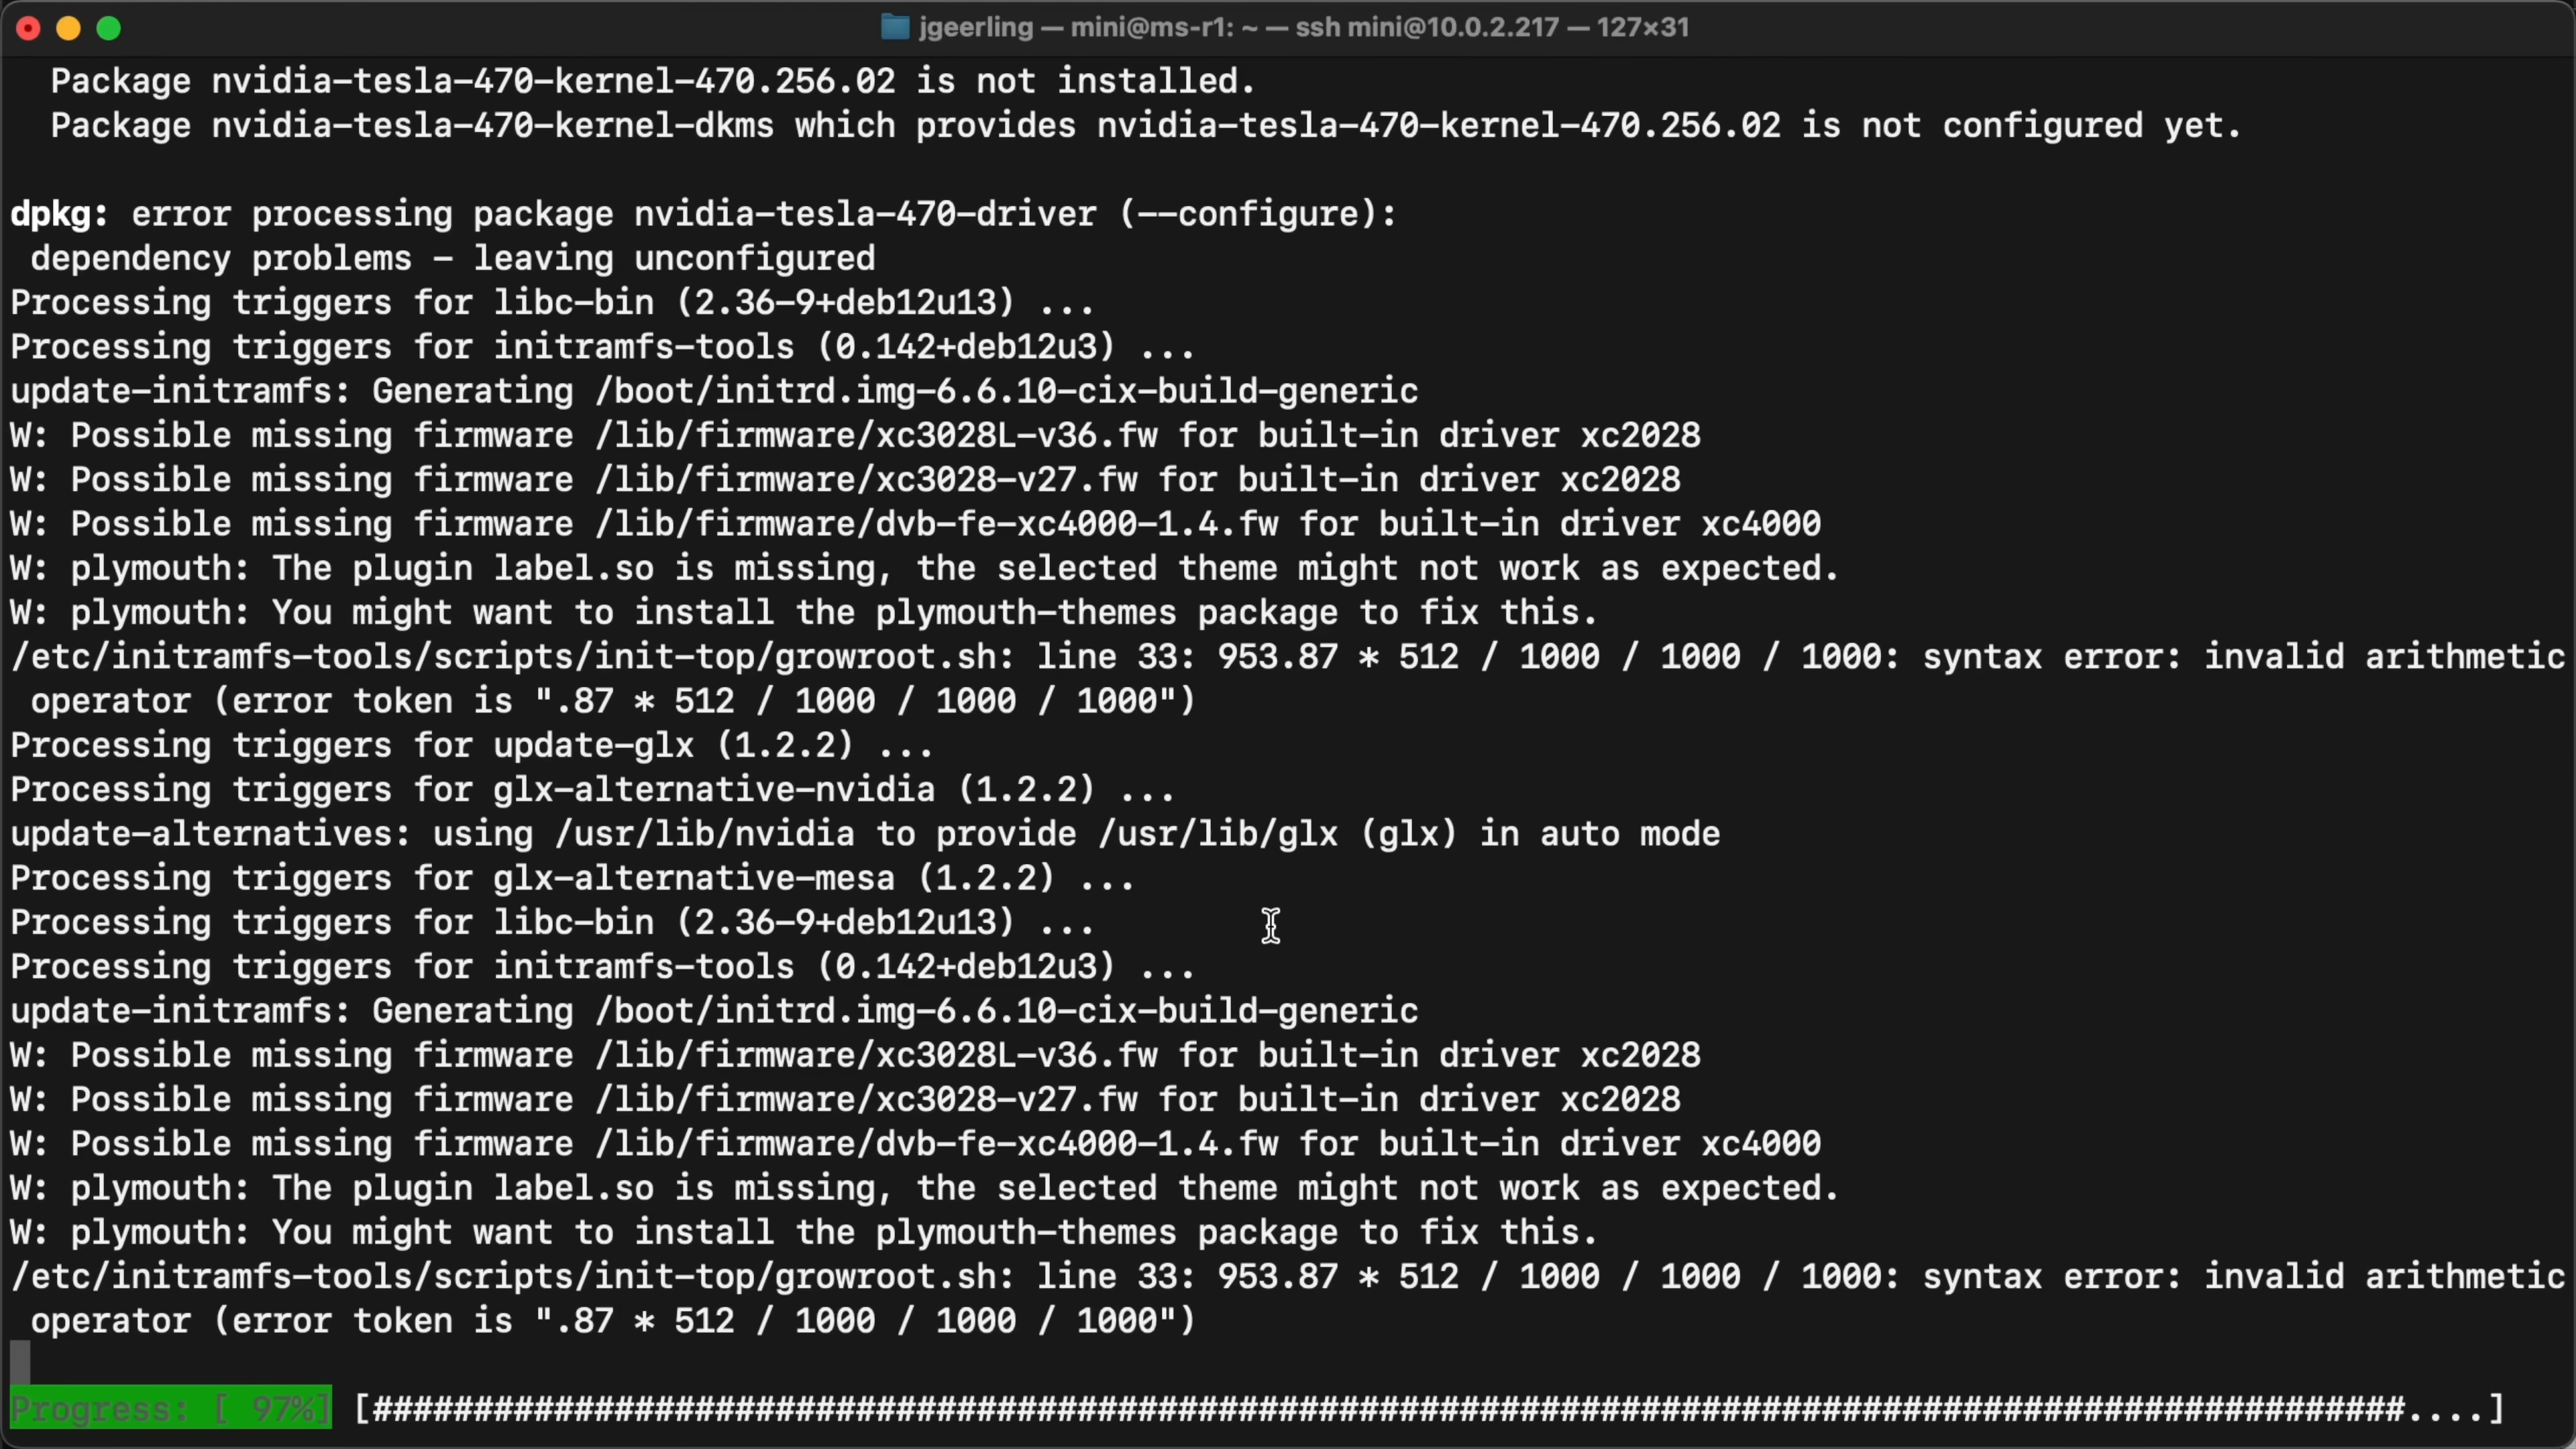 jgeerling — mini@ms-r1: ~ — ssh mini@10.0.2.217 — 127×31
Package nvidia-tesla-470-kernel-470.256.02 is not installed.
Package nvidia-tesla-470-kernel-dkms which provides nvidia-tesla-470-kernel-470.256.02 is not configured yet.
dpkg: error processing package nvidia-tesla-470-driver (--configure):
dependency problems - leaving unconfigured
Processing triggers for libc-bin (2.36-9+deb12u13) ...
Processing triggers for initramfs-tools (0.142+deb12u3) ...
update-initramfs: Generating /boot/initrd.img-6.6.10-cix-build-generic
W: Possible missing firmware /lib/firmware/xc3028L-v36.fw for built-in driver xc2028
W: Possible missing firmware /lib/firmware/xc3028-v27.fw for built-in driver xc2028
W: Possible missing firmware /lib/firmware/dvb-fe-xc4000-1.4.fw for built-in driver xc4000
W: plymouth: The plugin label.so is missing, the selected theme might not work as expected.
W: plymouth: You might want to install the plymouth-themes package to fix this.
/etc/initramfs-tools/scripts/init-top/growroot.sh: line 33: 953.87 * 512 / 1000 / 1000 / 1000: syntax error: invalid arithmetic
operator (error token is ".87 * 512 / 1000 / 1000 / 1000")
Processing triggers for update-glx (1.2.2) ...
Processing triggers for glx-alternative-nvidia (1.2.2) ...
update-alternatives: using /usr/lib/nvidia to provide /usr/lib/glx (glx) in auto mode
Processing triggers for glx-alternative-mesa (1.2.2) ...
Processing triggers for libc-bin (2.36-9+deb12u13) ...
Processing triggers for initramfs-tools (0.142+deb12u3) ...
update-initramfs: Generating /boot/initrd.img-6.6.10-cix-build-generic
W: Possible missing firmware /lib/firmware/xc3028L-v36.fw for built-in driver xc2028
W: Possible missing firmware /lib/firmware/xc3028-v27.fw for built-in driver xc2028
W: Possible missing firmware /lib/firmware/dvb-fe-xc4000-1.4.fw for built-in driver xc4000
W: plymouth: The plugin label.so is missing, the selected theme might not work as expected.
W: plymouth: You might want to install the plymouth-themes package to fix this.
/etc/initramfs-tools/scripts/init-top/growroot.sh: line 33: 953.87 * 512 / 1000 / 1000 / 1000: syntax error: invalid arithmetic
operator (error token is ".87 * 512 / 1000 / 1000 / 1000")
Progress: [ 97%] [#####################################################################################################....]